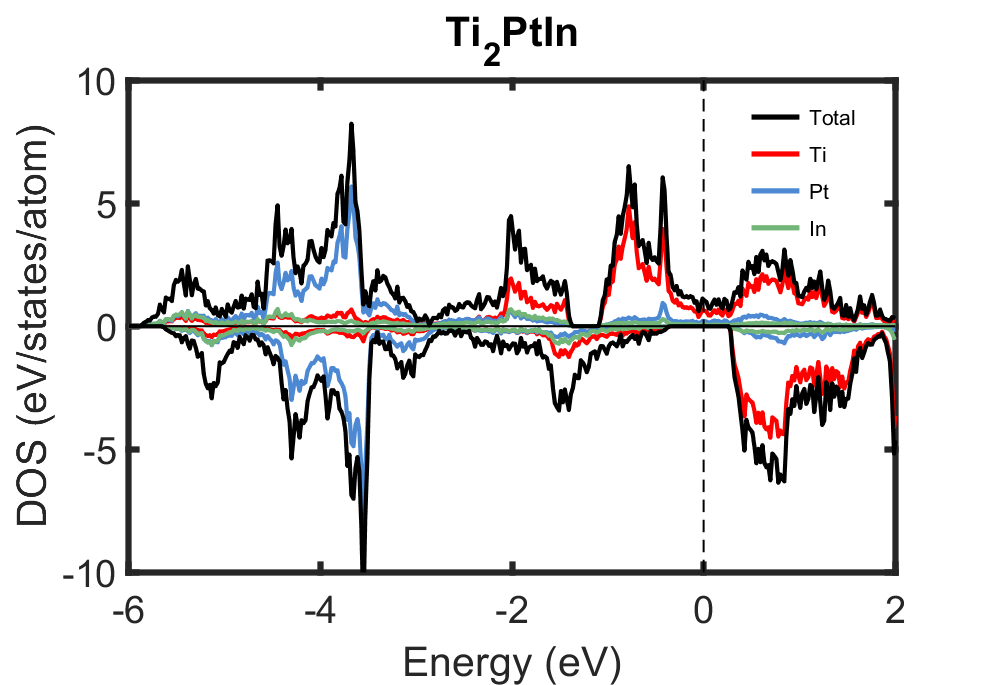 Ti₂PtIn
DOS (eV/states/atom)
10
5
0
-5
-10
Total
Ti
Pt
In
-6 -4 -2 0 2
Energy (eV)